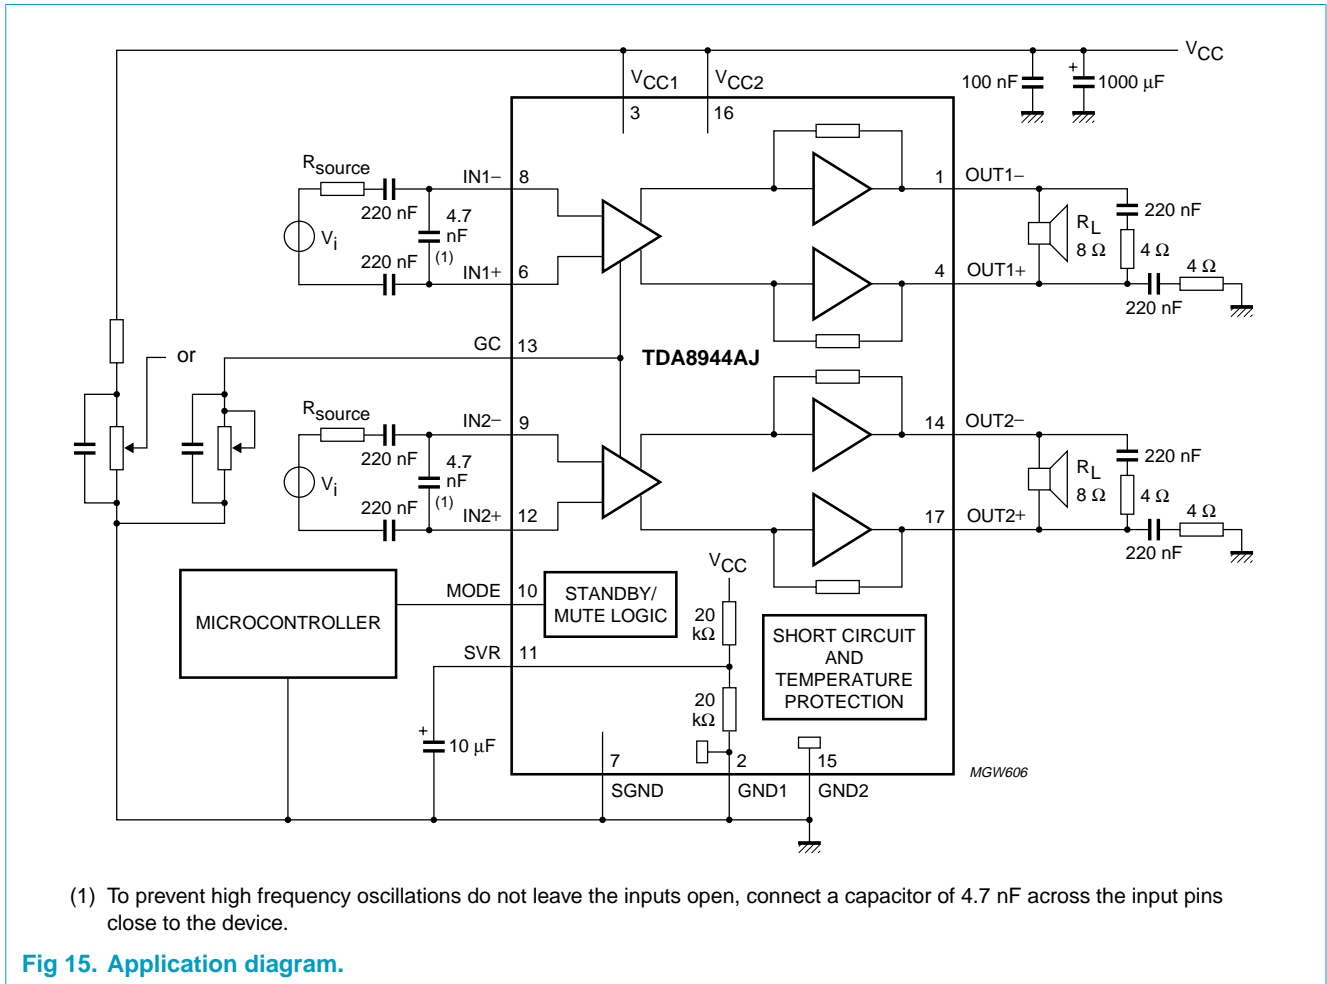 VCC
VCC1
VCC2
100 nF
+
1000 μF
3
16
Rsource
IN1−
8
1
OUT1−
220 nF
4.7
nF
(1)
Vi
220 nF
IN1+
6
4
OUT1+
RL
8 Ω
220 nF
4 Ω
4 Ω
220 nF
or
GC
13
TDA8944AJ
Rsource
IN2−
9
14
OUT2−
220 nF
4.7
nF
(1)
Vi
220 nF
IN2+
12
17
OUT2+
RL
8 Ω
220 nF
4 Ω
4 Ω
220 nF
VCC
MICROCONTROLLER
MODE
10
STANDBY/
MUTE LOGIC
20
kΩ
SVR
11
20
kΩ
SHORT CIRCUIT
AND
TEMPERATURE
PROTECTION
+
10 μF
7
2
15
SGND
GND1
GND2
MGW606
(1) To prevent high frequency oscillations do not leave the inputs open, connect a capacitor of 4.7 nF across the input pins
close to the device.
Fig 15. Application diagram.